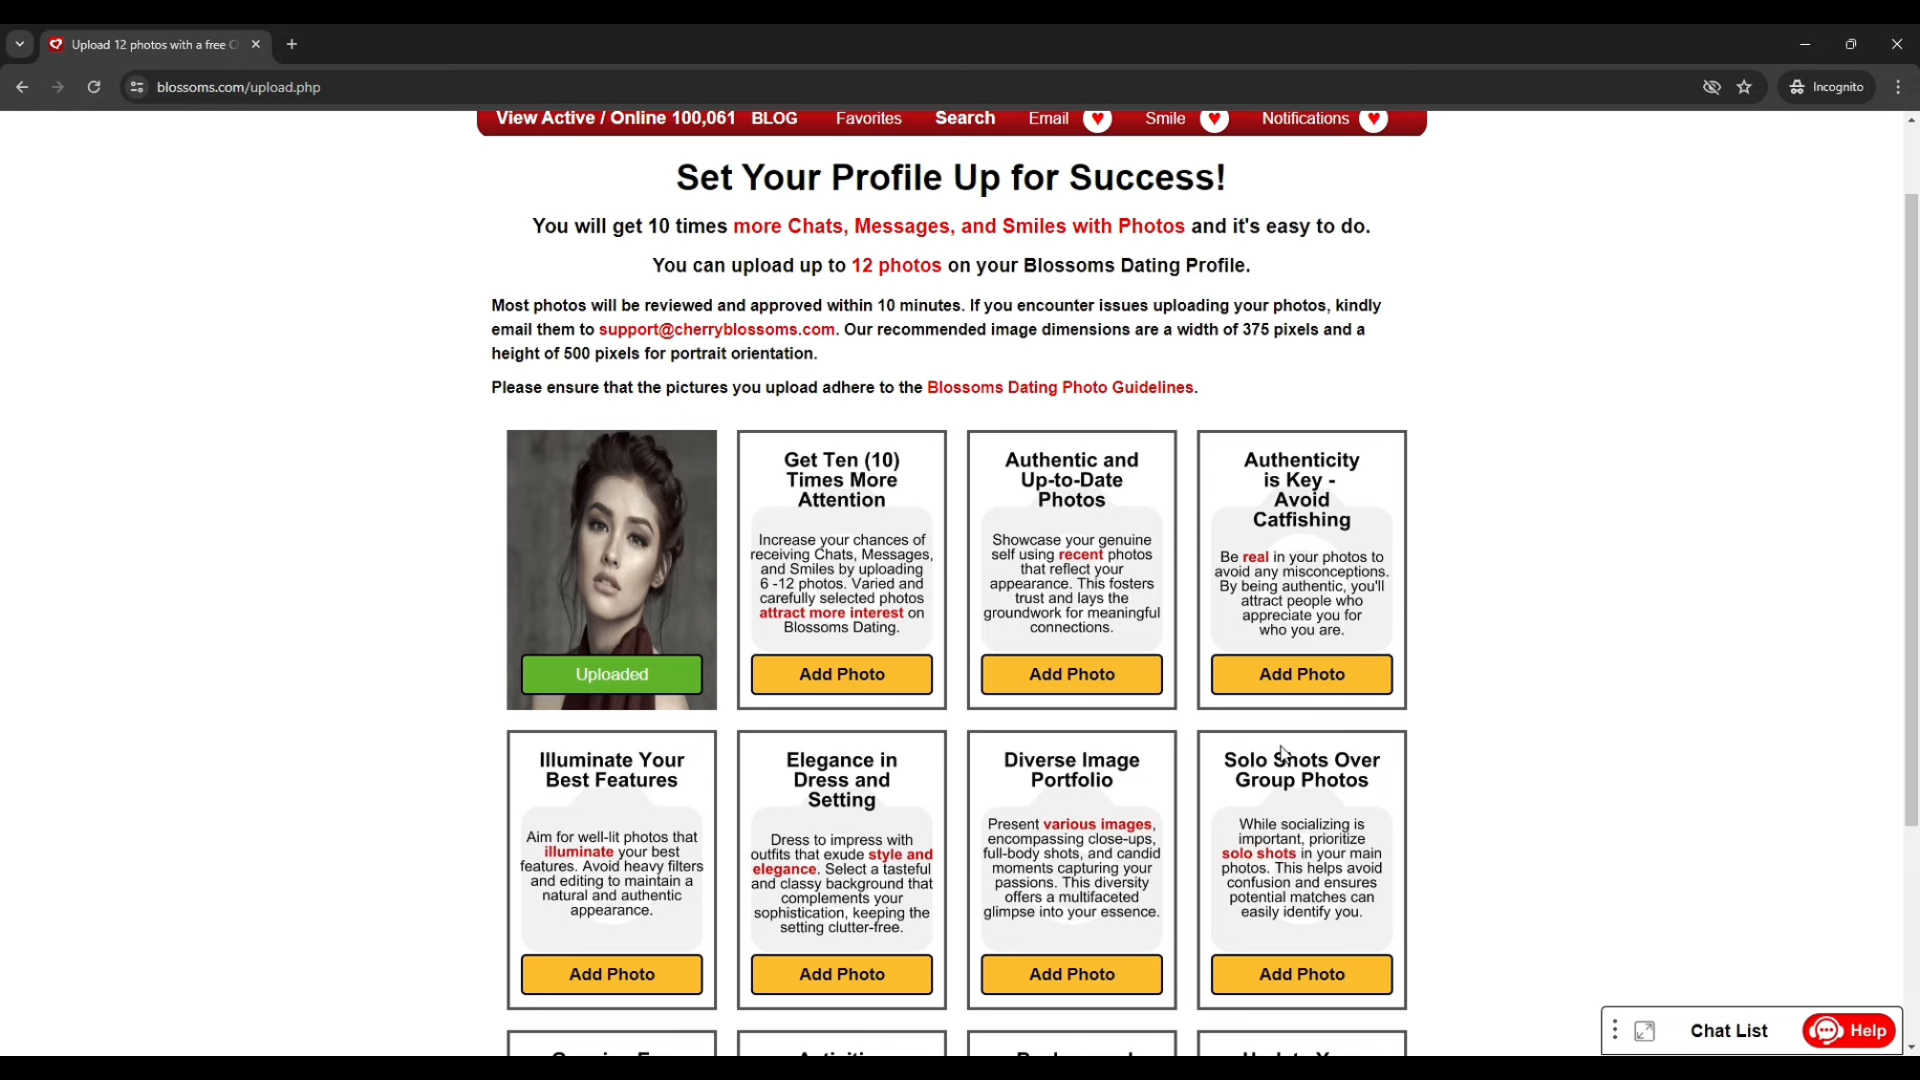 Upload 12 photos with a free C
blossoms.com/upload.php
Incognito
View Active / Online 100,061 BLOG Favorites Search Email Smile Notifications
Set Your Profile Up for Success!
You will get 10 times more Chats, Messages, and Smiles with Photos and it's easy to do.
You can upload up to 12 photos on your Blossoms Dating Profile.
Most photos will be reviewed and approved within 10 minutes. If you encounter issues uploading your photos, kindly
email them to support@cherryblossoms.com. Our recommended image dimensions are a width of 375 pixels and a
height of 500 pixels for portrait orientation.
Please ensure that the pictures you upload adhere to the Blossoms Dating Photo Guidelines.
Uploaded
Get Ten (10)
Times More
Attention
Increase your chances of
receiving Chats, Messages,
and Smiles by uploading
6 -12 photos. Varied and
carefully selected photos
attract more interest on
Blossoms Dating.
Add Photo
Authentic and
Up-to-Date
Photos
Showcase your genuine
self using recent photos
that reflect your
appearance. This fosters
trust and lays the
groundwork for meaningful
connections.
Add Photo
Authenticity
is Key -
Avoid
Catfishing
Be real in your photos to
avoid any misconceptions.
By being authentic, you'll
attract people who
appreciate you for
who you are.
Add Photo
Illuminate Your
Best Features
Aim for well-lit photos that
illuminate your best
features. Avoid heavy filters
and editing to maintain a
natural and authentic
appearance.
Add Photo
Elegance in
Dress and
Setting
Dress to impress with
outfits that exude style and
elegance. Select a tasteful
and classy background that
complements your
sophistication, keeping the
setting clutter-free.
Add Photo
Diverse Image
Portfolio
Present various images,
encompassing close-ups,
full-body shots, and candid
moments capturing your
passions. This diversity
offers a multifaceted
glimpse into your essence.
Add Photo
Solo Shots Over
Group Photos
While socializing is
important, prioritize
solo shots in your main
photos. This helps avoid
confusion and ensures
potential matches can
easily identify you.
Add Photo
Chat List
Help